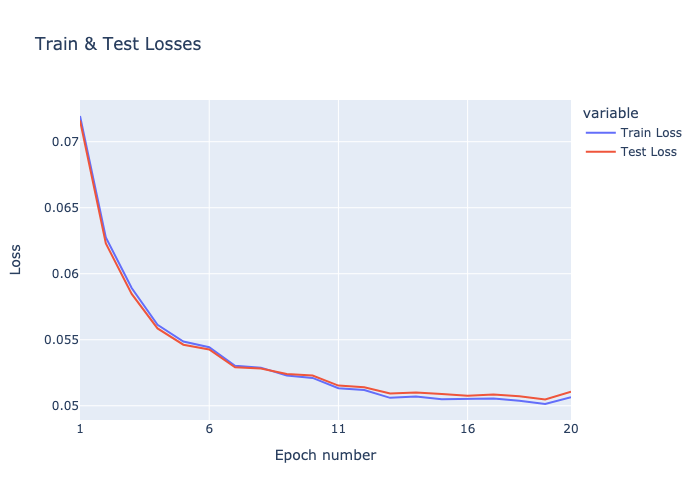 Train & Test Losses
variable
Train Loss
Test Loss
Loss
0.07
0.065
0.06
0.055
0.05
1 6 11 16 20
Epoch number